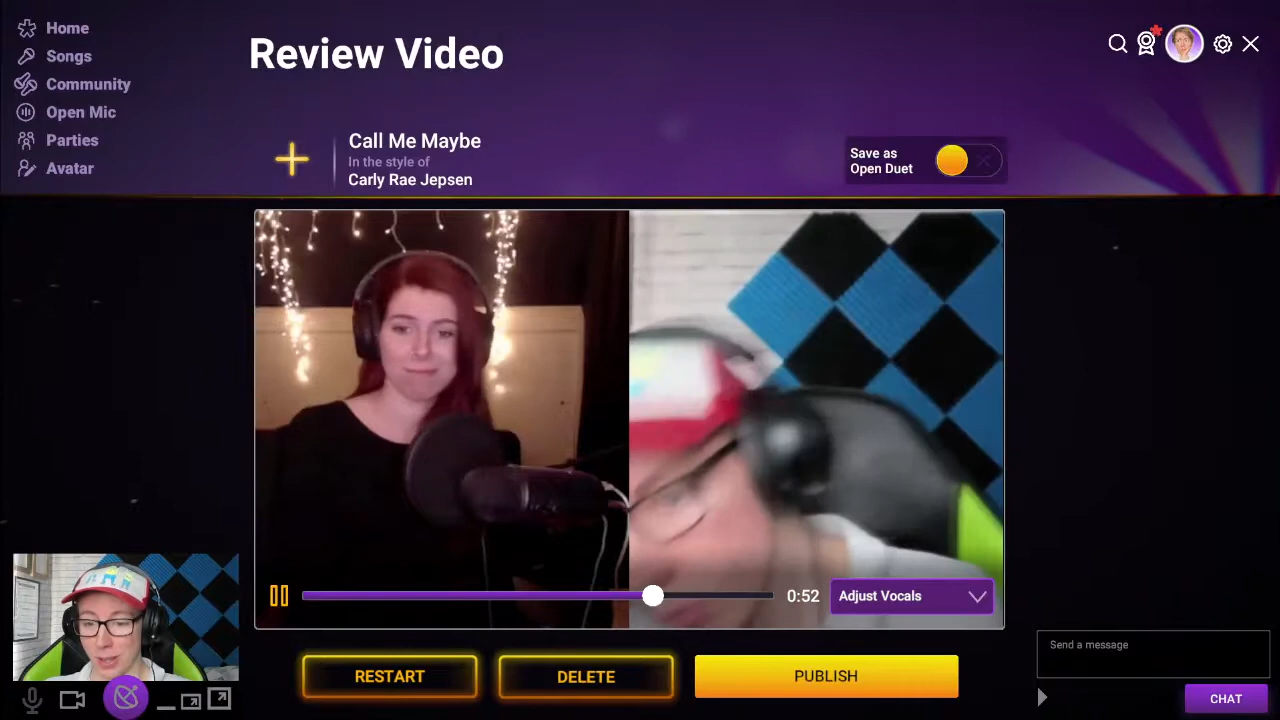 Home
Songs
Community
Open Mic
Parties
Avatar
Review Video
Call Me Maybe
In the style of
Carly Rae Jepsen
Save as
Open Duet
0:52
Adjust Vocals
RESTART
DELETE
PUBLISH
Send a message
CHAT